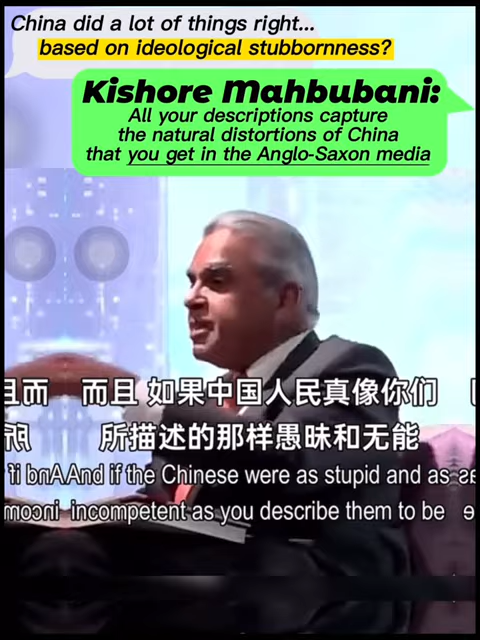 China did a lot of things right...
based on ideological stubbornness?
Kishore Mahbubani:
All your descriptions capture
the natural distortions of China
that you get in the Anglo-Saxon media
而且 如果中国人民真像你们
所描述的那样愚昧和无能
And if the Chinese were as stupid and as
incompetent as you describe them to be